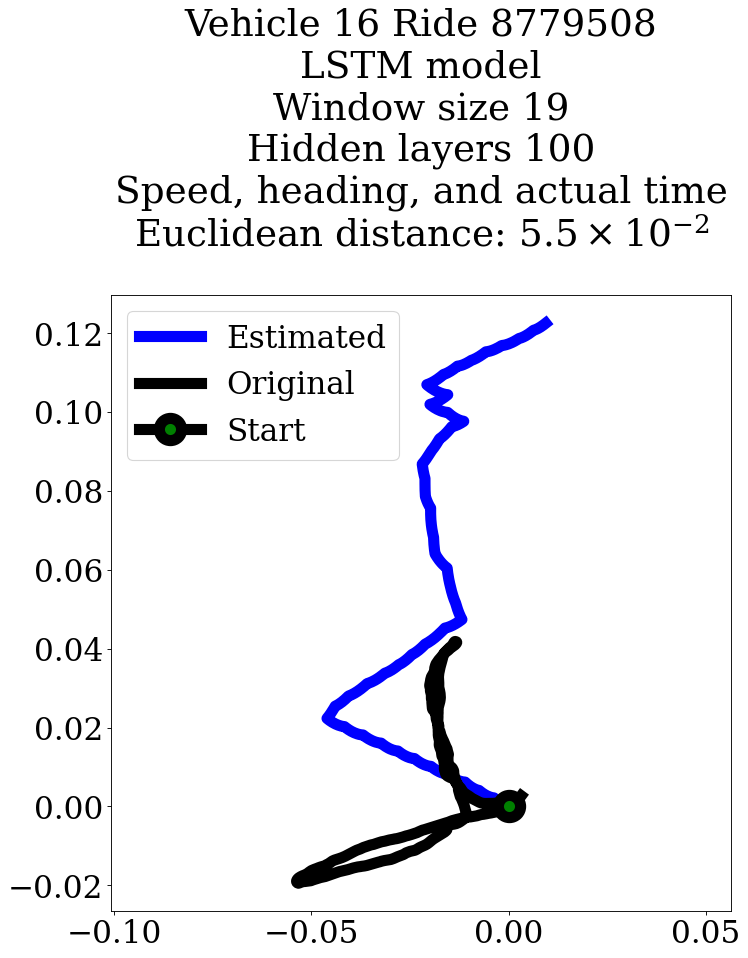 Vehicle 16 Ride 8779508
LSTM model
Window size 19
Hidden layers 100
Speed, heading, and actual time
Euclidean distance: 5.5 × 10⁻²
Estimated
Original
Start
0.12
0.10
0.08
0.06
0.04
0.02
0.00
−0.02
−0.10
−0.05
0.00
0.05